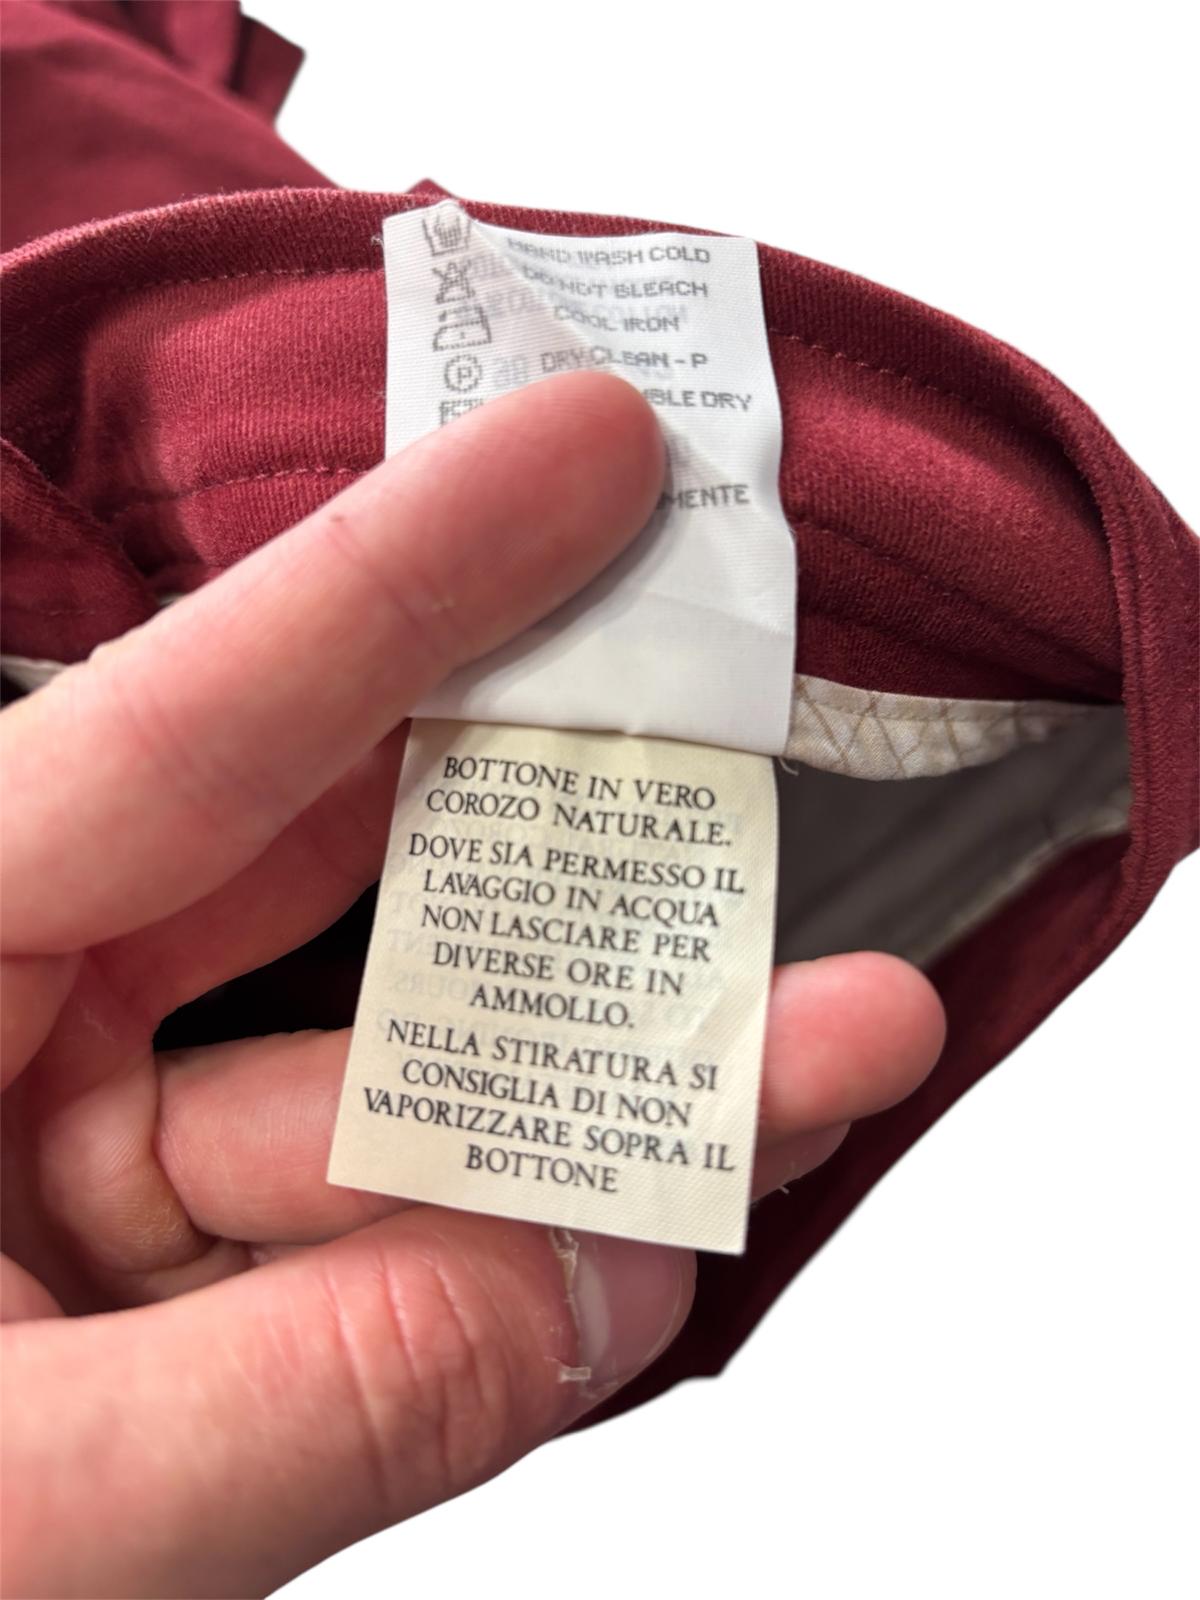 HAND WASH COLD
DO NOT BLEACH
COOL IRON
DRY CLEAN - P
DRY
BOTTONE IN VERO
COROZO NATURALE.
DOVE SIA PERMESSO IL
LAVAGGIO IN ACQUA
NON LASCIARE PER
DIVERSE ORE IN
AMMOLLO.
NELLA STIRATURA SI
CONSIGLIA DI NON
VAPORIZZARE SOPRA IL
BOTTONE